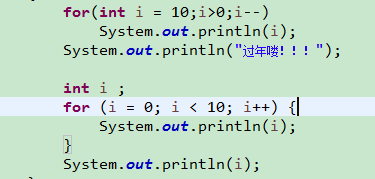 for(int i = 10;i>0;i--)
System.out.println(i);
System.out.println("过年喽!!!");
int i ;
for (i = 0; i < 10; i++) {
System.out.println(i);
}
System.out.println(i);